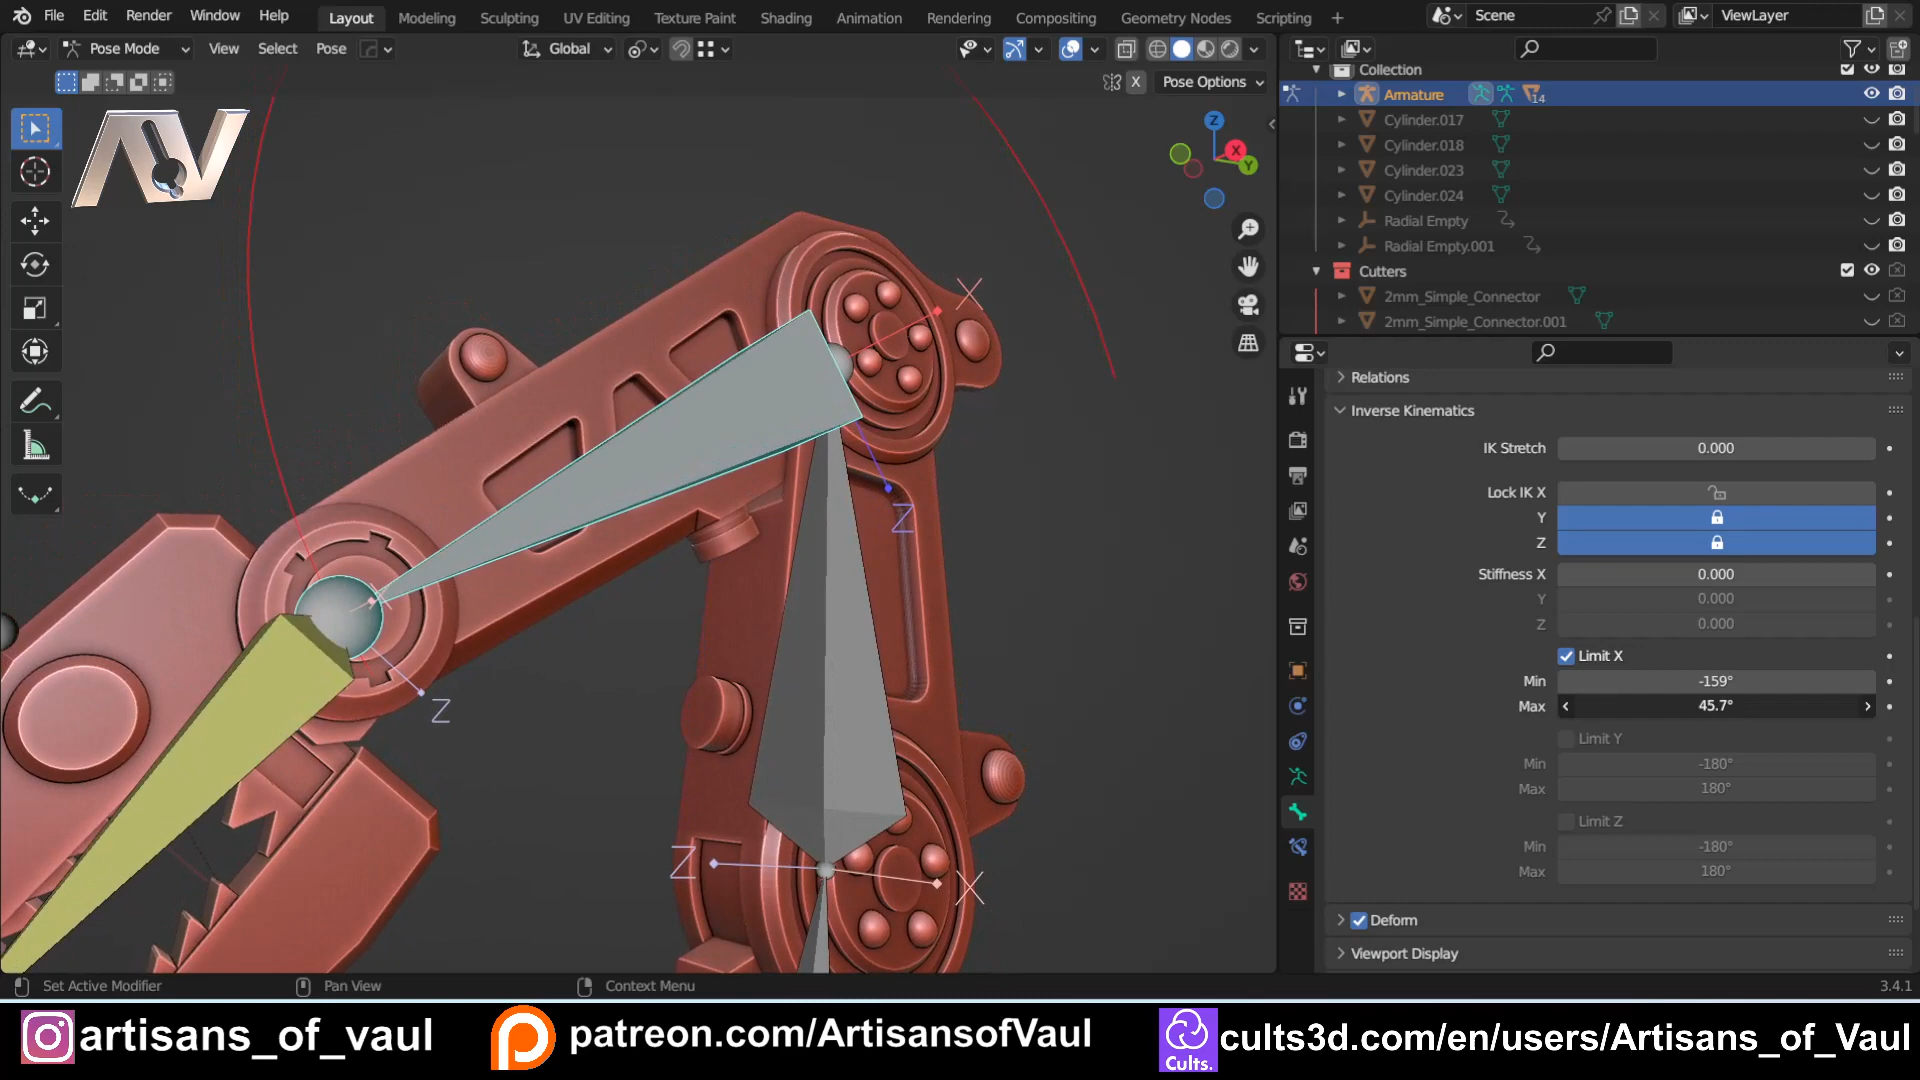 File Edit Render Window Help Layout Modeling Sculpting UV Editing Texture Paint Shading Animation Rendering Compositing Geometry Nodes Scripting + Scene ViewLayer
Pose Mode View Select Pose Global
X Pose Options
AV
Z
X
Y
X
Z
Z
Z
X
Collection
Armature 14
Cylinder.017
Cylinder.018
Cylinder.023
Cylinder.024
Radial Empty
Radial Empty.001
Cutters
2mm_Simple_Connector
2mm_Simple_Connector.001
Relations
Inverse Kinematics
IK Stretch 0.000
Lock IK X
Y
Z
Stiffness X 0.000
Y 0.000
Z 0.000
Limit X
Min -159°
Max 45.7°
Limit Y
Min -180°
Max 180°
Limit Z
Min -180°
Max 180°
Deform
Viewport Display
Set Active Modifier Pan View Context Menu 3.4.1
artisans_of_vaul patreon.com/ArtisansofVaul Cults. cults3d.com/en/users/Artisans_of_Vaul